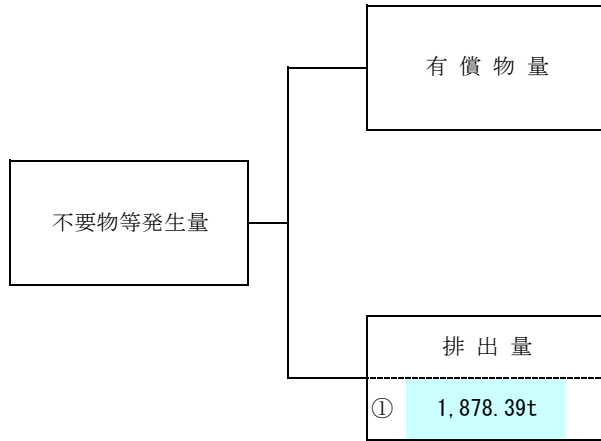 有 償 物 量
不要物等発生量
排 出 量
① 1,878.39t